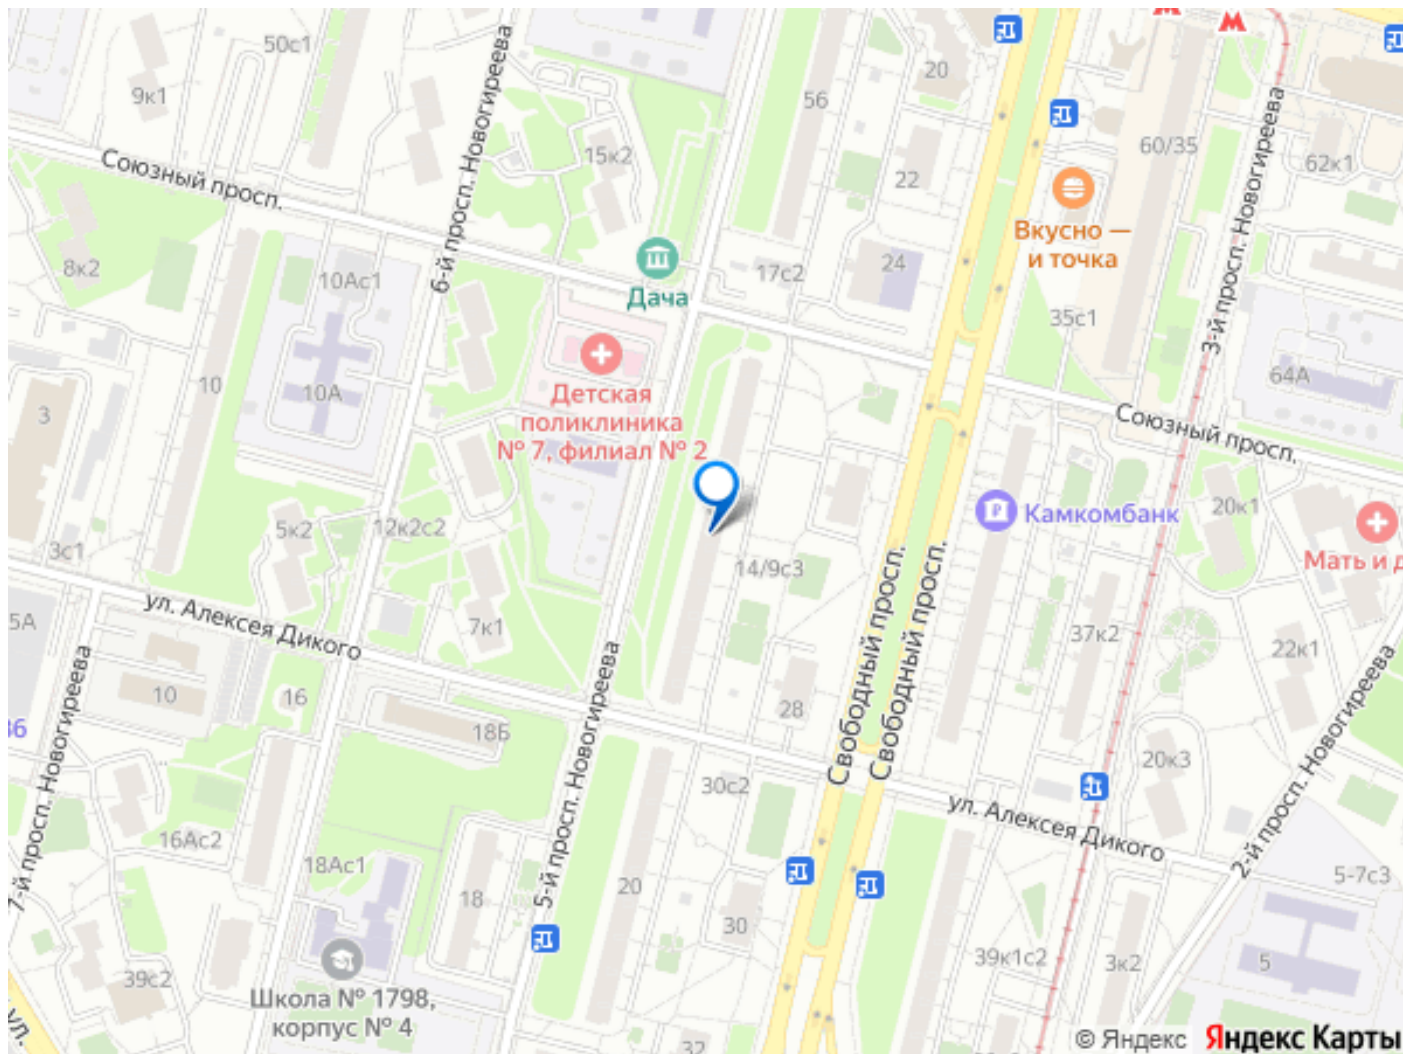 50с1
9к1
Союзный просп.
6-й просп. Новогиреева
15к2
56
20
22
24
17с2
60/35
62к1
Вкусно —
и точка
3-й просп. Новогиреева
8к2
10Ас1
Дача
35с1
64А
10
10А
3
Детская
поликлиника
№ 7, филиал № 2
Союзный просп.
Камкомбанк
20к1
Мать и д
3с1
5к2
12к2с2
14/9с3
Свободный просп.
Свободный просп.
5А
ул. Алексея Дикого
7к1
37к2
22к1
7-й просп. Новогиреева
10
16
18Б
5-й просп. Новогиреева
28
20к3
2-й просп. Новогиреева
30с2
ул. Алексея Дикого
16Ас2
18Ас1
18
20
30
5-7с3
39с2
39к1с2
3к2
5
Школа № 1798,
корпус № 4
ул.
32
© Яндекс Яндекс Карты